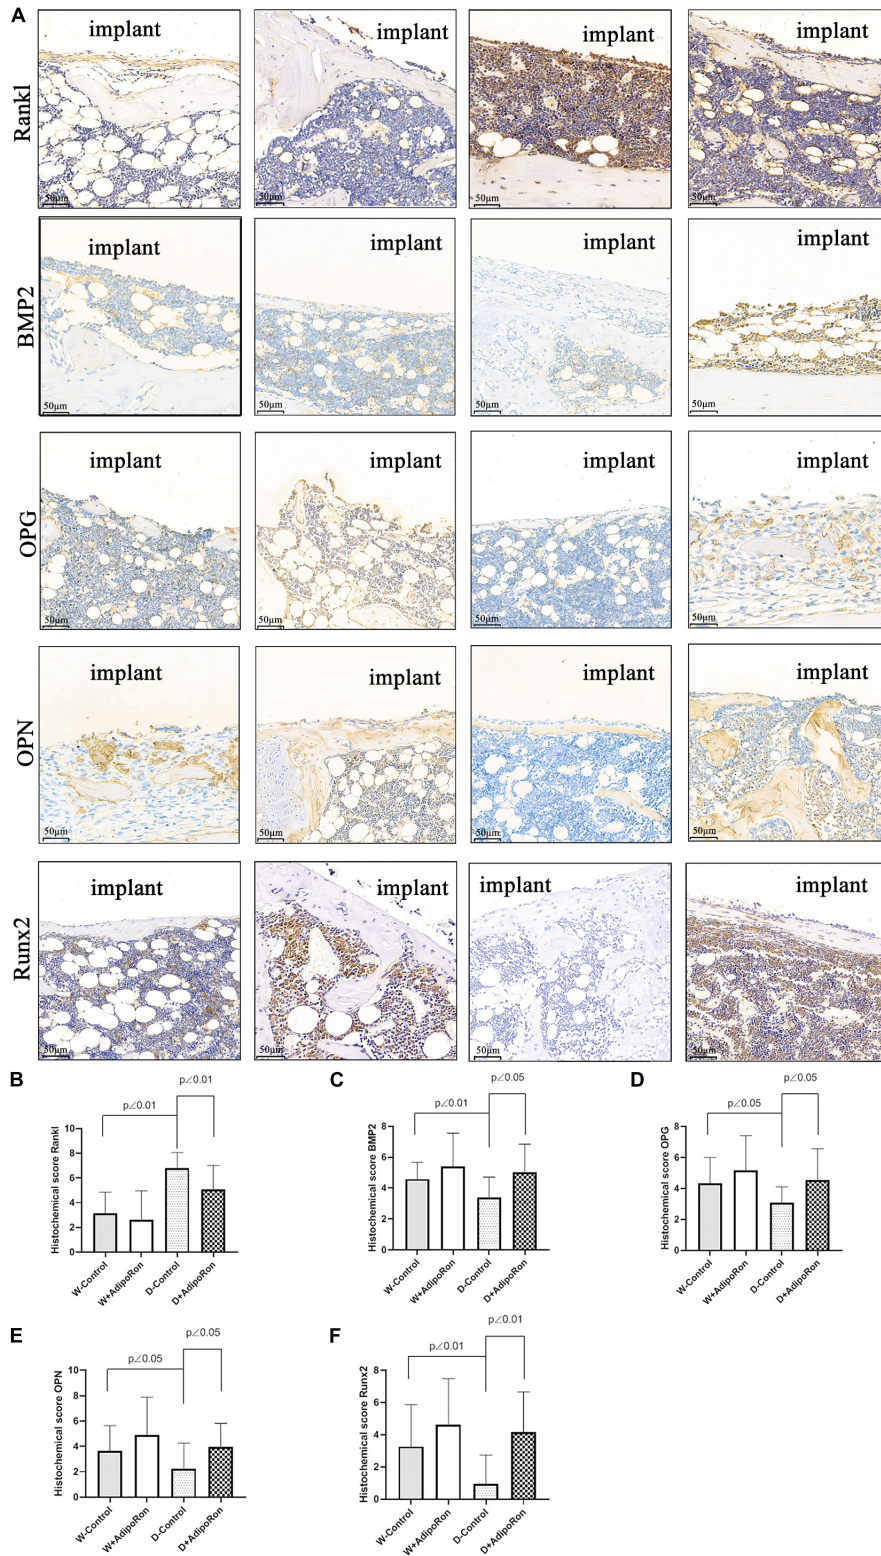 A
Rankl
implant
implant
implant
implant
50μm
50μm
50μm
50μm
BMP2
implant
implant
implant
implant
50μm
50μm
50μm
50μm
OPG
implant
implant
implant
implant
50μm
50μm
50μm
50μm
OPN
implant
implant
implant
implant
50μm
50μm
50μm
50μm
Runx2
implant
implant
implant
implant
50μm
50μm
50μm
50μm
B
p∠0.01
p∠0.01
Histochemical score Rankl
10
8
6
4
2
0
W-Control
W+AdipoRon
D-Control
D+AdipoRon
C
p∠0.05
p∠0.01
Histochemical score BMP2
8
6
4
2
0
W-Control
W+AdipoRon
D-Control
D+AdipoRon
D
p∠0.05
p∠0.05
Histochemical score OPG
8
6
4
2
0
W-Control
W+AdipoRon
D-Control
D+AdipoRon
E
p∠0.05
p∠0.05
Histochemical score OPN
10
8
6
4
2
0
W-Control
W+AdipoRon
D-Control
D+AdipoRon
F
p∠0.01
p∠0.01
Histochemical score Runx2
8
6
4
2
0
W-Control
W+AdipoRon
D-Control
D+AdipoRon